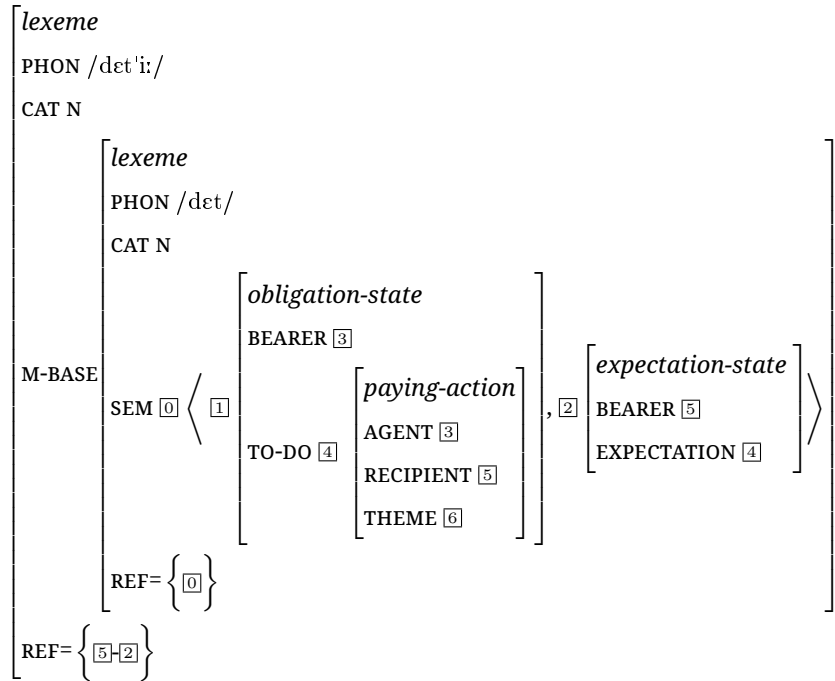 lexeme
PHON /dɛtˈiː/
CAT N
lexeme
PHON /dɛt/
CAT N
obligation-state
BEARER 3
M-BASE SEM 0 ⟨ 1 TO-DO 4 , 2 ⟩
paying-action
AGENT 3
RECIPIENT 5
THEME 6
expectation-state
BEARER 5
EXPECTATION 4
REF= { 0 }
REF= { 5-2 }